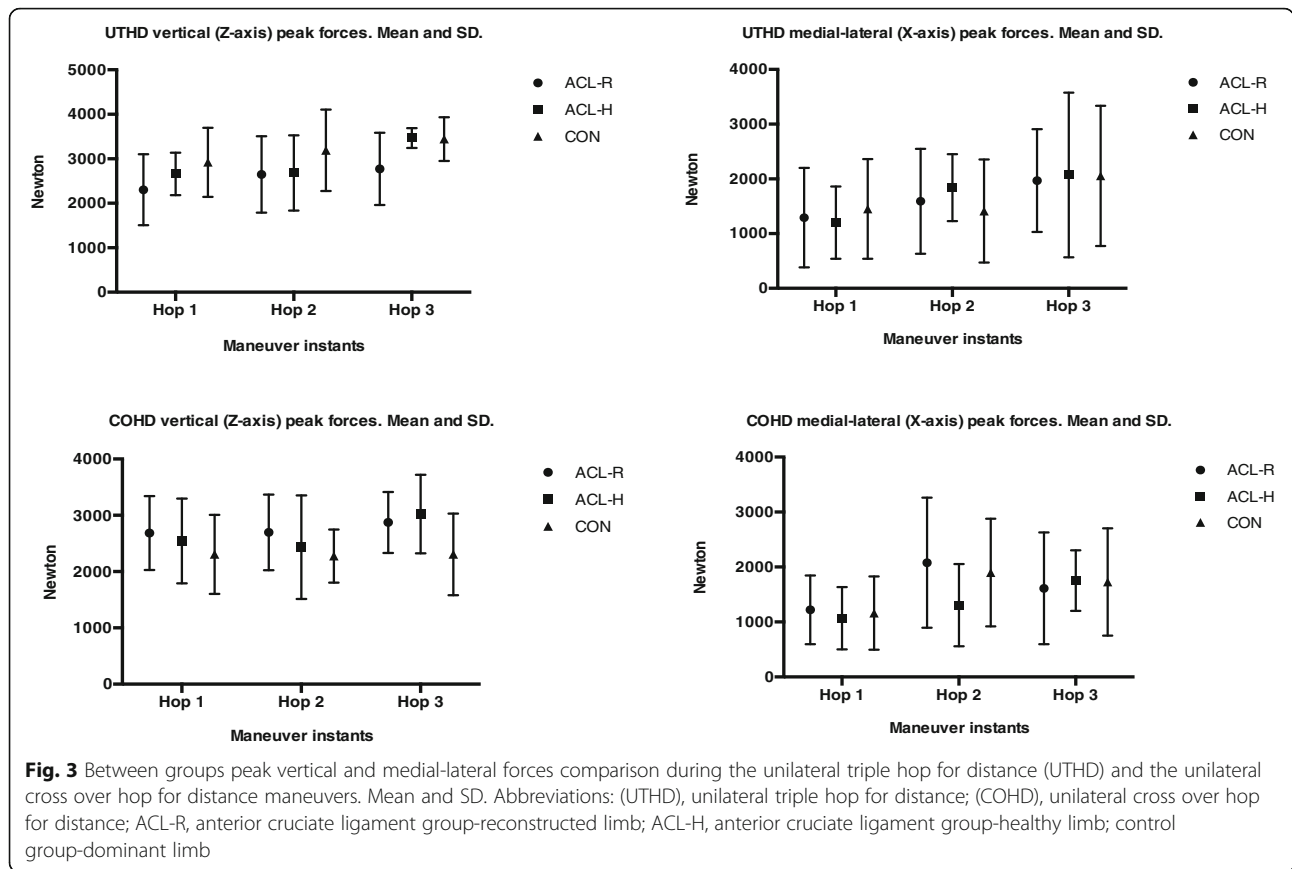 UTHD vertical (Z-axis) peak forces. Mean and SD.
5000
4000
3000
2000
1000
0
Newton
Hop 1 Hop 2 Hop 3
Maneuver instants
ACL-R
ACL-H
CON
UTHD medial-lateral (X-axis) peak forces. Mean and SD.
4000
3000
2000
1000
0
Newton
Hop 1 Hop 2 Hop 3
Maneuver instants
ACL-R
ACL-H
CON
COHD vertical (Z-axis) peak forces. Mean and SD.
4000
3000
2000
1000
0
Newton
Hop 1 Hop 2 Hop 3
Maneuver instants
ACL-R
ACL-H
CON
COHD medial-lateral (X-axis) peak forces. Mean and SD.
4000
3000
2000
1000
0
Newton
Hop 1 Hop 2 Hop 3
Maneuver instants
ACL-R
ACL-H
CON
Fig. 3 Between groups peak vertical and medial-lateral forces comparison during the unilateral triple hop for distance (UTHD) and the unilateral
cross over hop for distance maneuvers. Mean and SD. Abbreviations: (UTHD), unilateral triple hop for distance; (COHD), unilateral cross over hop
for distance; ACL-R, anterior cruciate ligament group-reconstructed limb; ACL-H, anterior cruciate ligament group-healthy limb; control
group-dominant limb